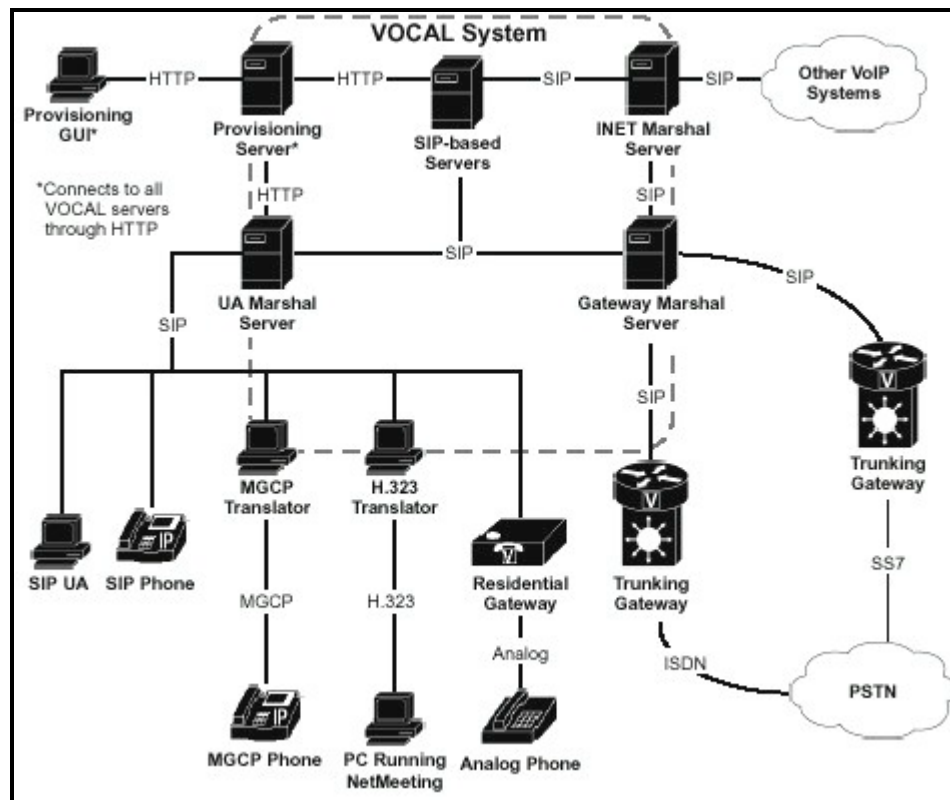 VOCAL System
HTTP
HTTP
SIP
SIP
Other VoIP
Systems
Provisioning
GUI*
Provisioning
Server*
SIP-based
Servers
INET Marshal
Server
*Connects to all
VOCAL servers
through HTTP
HTTP
SIP
SIP
SIP
UA Marshal
Server
Gateway Marshal
Server
SIP
SIP
V
Trunking
Gateway
MGCP
Translator
H.323
Translator
V
IP
SIP UA
SIP Phone
V
Residential
Gateway
Trunking
Gateway
SS7
MGCP
H.323
Analog
ISDN
PSTN
IP
MGCP Phone
PC Running
NetMeeting
Analog Phone